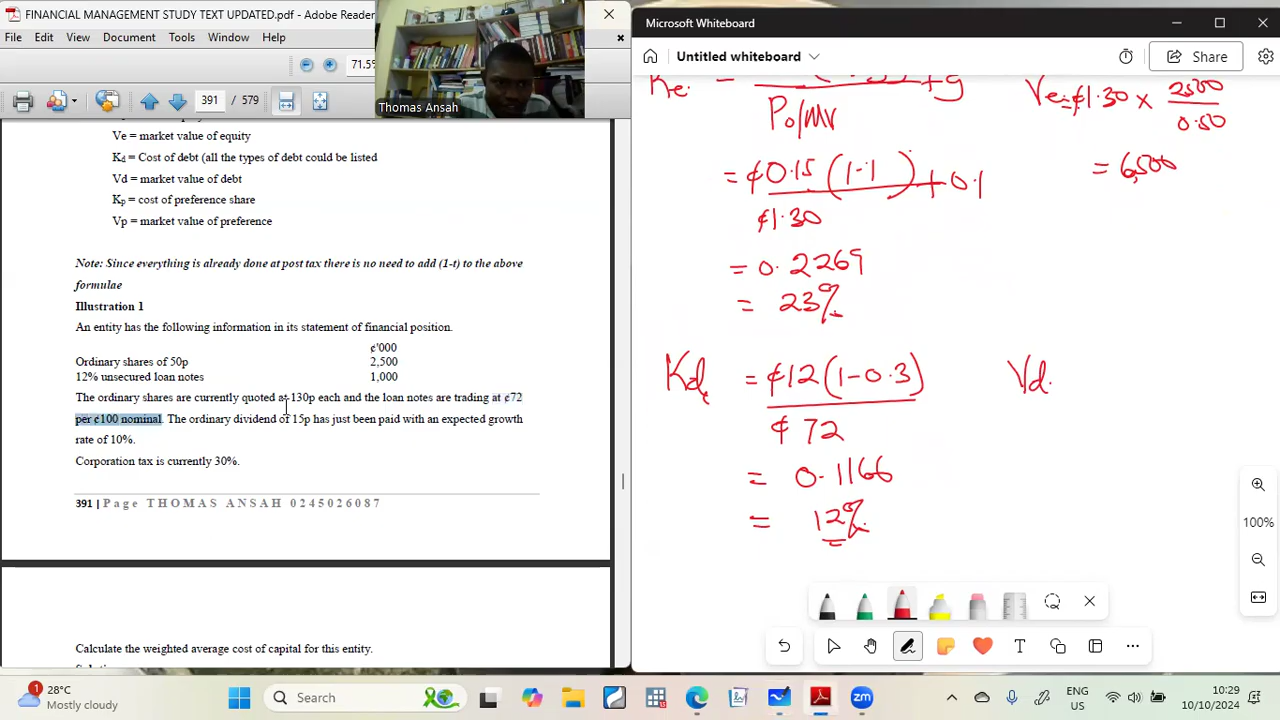 FINANCIAL MANAGEMENT STUDY TEXT UPDATED.pdf - Adobe Reader
File Edit View Document Tools Window Help
391 / 579
71.5%
Thomas Ansah
Ve = market value of equity
Kd = Cost of debt (all the types of debt could be listed
Vd = market value of debt
Kp = cost of preference share
Vp = market value of preference
Note: Since everything is already done at post tax there is no need to add (1-t) to the above
formulae
Illustration 1
An entity has the following information in its statement of financial position.
¢'000
Ordinary shares of 50p 2,500
12% unsecured loan notes 1,000
The ordinary shares are currently quoted at 130p each and the loan notes are trading at ¢72
per ¢100 nominal. The ordinary dividend of 15p has just been paid with an expected growth
rate of 10%.
Corporation tax is currently 30%.
391 | Page THOMAS ANSAH 0245026087
Calculate the weighted average cost of capital for this entity.
Microsoft Whiteboard
Untitled whiteboard
Share
Ke = + g
Po/mv
= ¢0.15 (1.1) + 0.1
¢1.30
= 0.2269
= 23%
Ve = ¢1.30 × 2500
0.50
= 6,500
Kd = ¢12 (1-0.3)
¢72
= 0.1166
= 12%
Vd
100%
1
28°C
Mostly cloudy
Search
ENG
US
10:29
10/10/2024